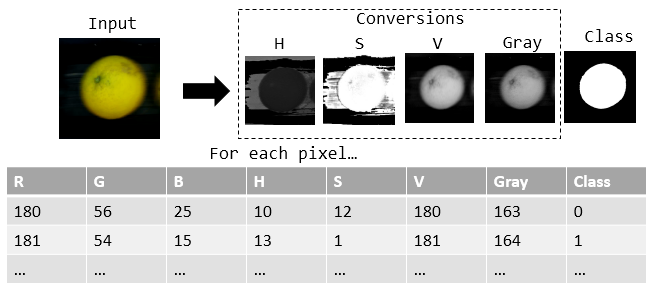 Input
Conversions
H S V Gray Class
For each pixel…
R G B H S V Gray Class
180 56 25 10 12 180 163 0
181 54 15 13 1 181 164 1
... ... ... ... ... ... ... ...